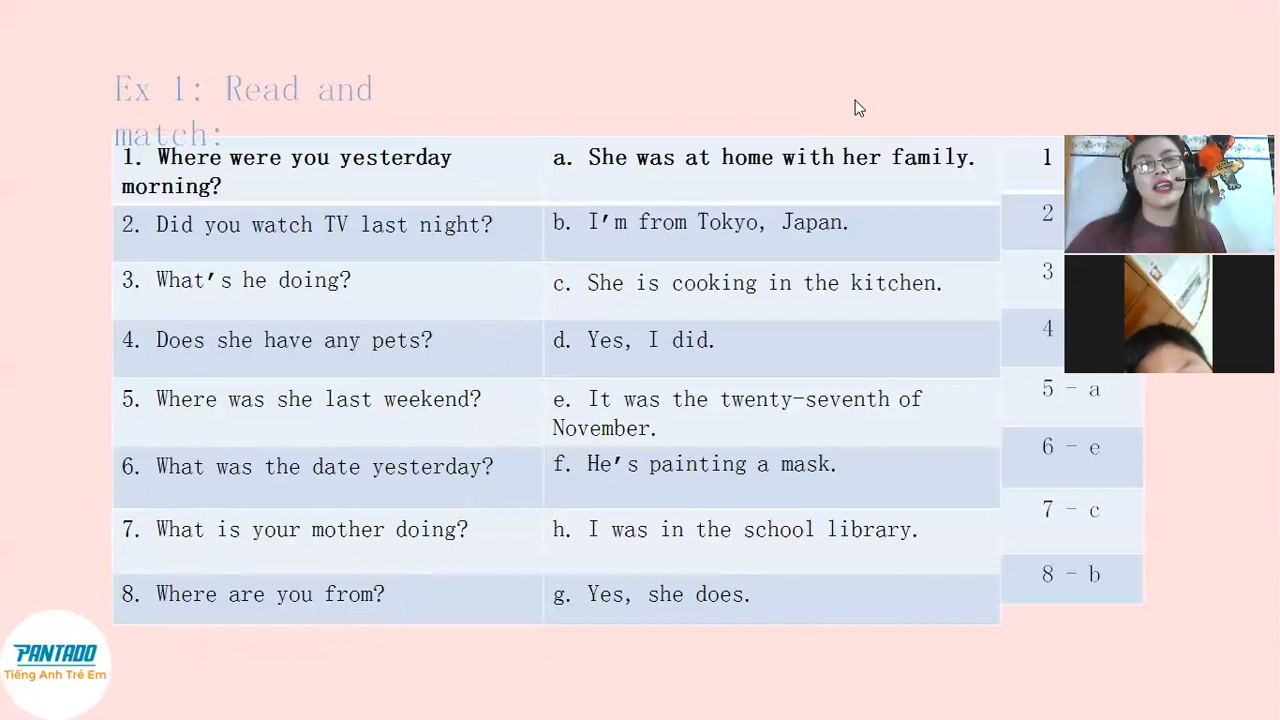 Ex 1: Read and
match:
1. Where were you yesterday
morning?
a. She was at home with her family.
1
2. Did you watch TV last night?
b. I'm from Tokyo, Japan.
2
3. What's he doing?
c. She is cooking in the kitchen.
3
4. Does she have any pets?
d. Yes, I did.
4
5. Where was she last weekend?
e. It was the twenty-seventh of
November.
5 - a
6. What was the date yesterday?
f. He's painting a mask.
6 - e
7. What is your mother doing?
h. I was in the school library.
7 - c
8. Where are you from?
g. Yes, she does.
8 - b
PANTADO
Tiếng Anh Trẻ Em